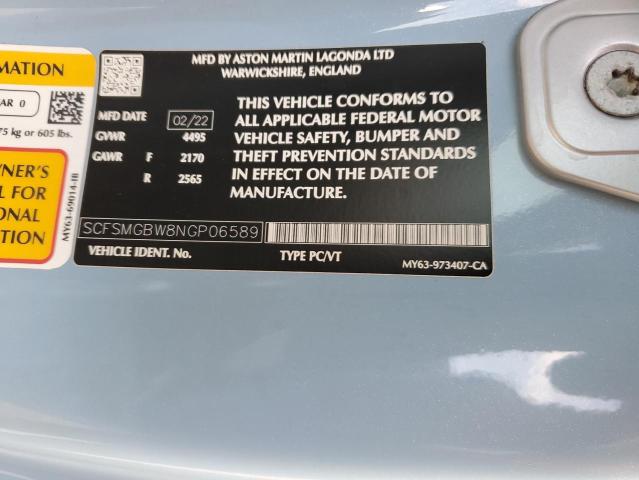 MATION
AR 0
75 kg or 605 lbs.
WNER'S
L FOR
ONAL
ON
MY63-69014-IB
MFD BY ASTON MARTIN LAGONDA LTD
WARWICKSHIRE, ENGLAND
MFD DATE 02/22
GVWR 4495
GAWR F 2170
R 2565
THIS VEHICLE CONFORMS TO
ALL APPLICABLE FEDERAL MOTOR
VEHICLE SAFETY, BUMPER AND
THEFT PREVENTION STANDARDS
IN EFFECT ON THE DATE OF
MANUFACTURE.
SCFSMGBW8NGP06589
VEHICLE IDENT. No. TYPE PC/VT
MY63-973407-CA